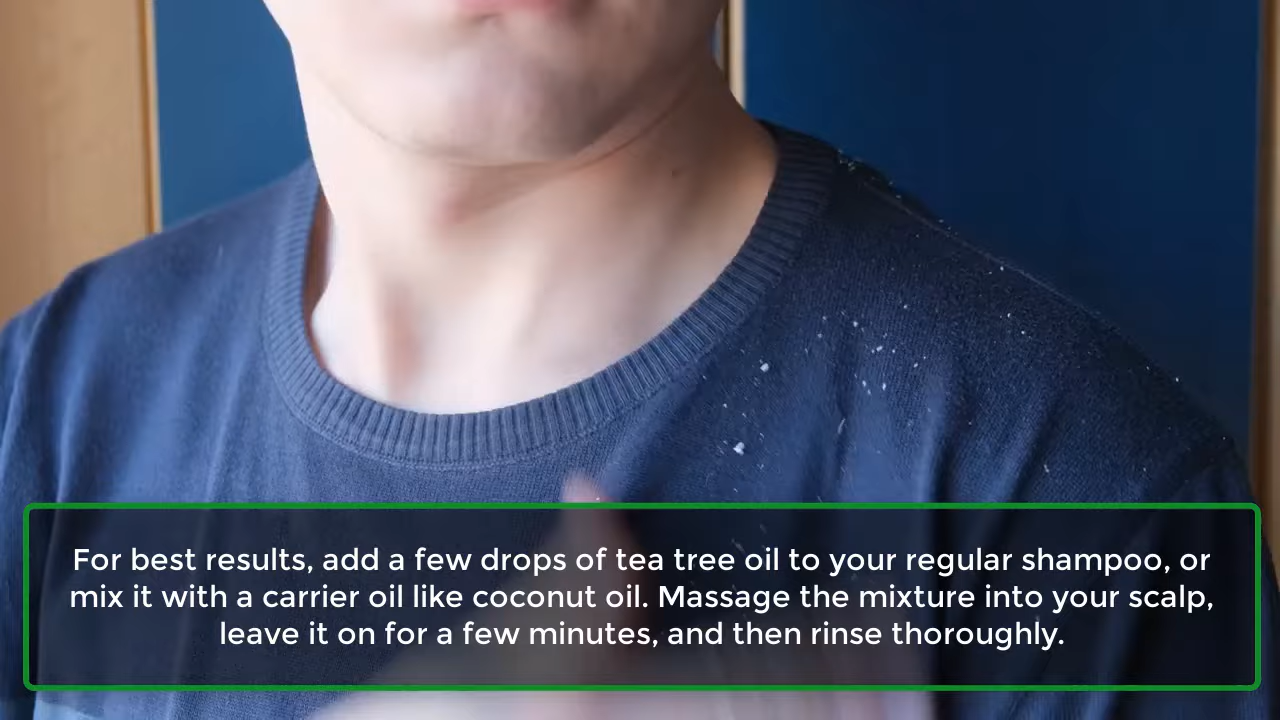 For best results, add a few drops of tea tree oil to your regular shampoo, or
mix it with a carrier oil like coconut oil. Massage the mixture into your scalp,
leave it on for a few minutes, and then rinse thoroughly.